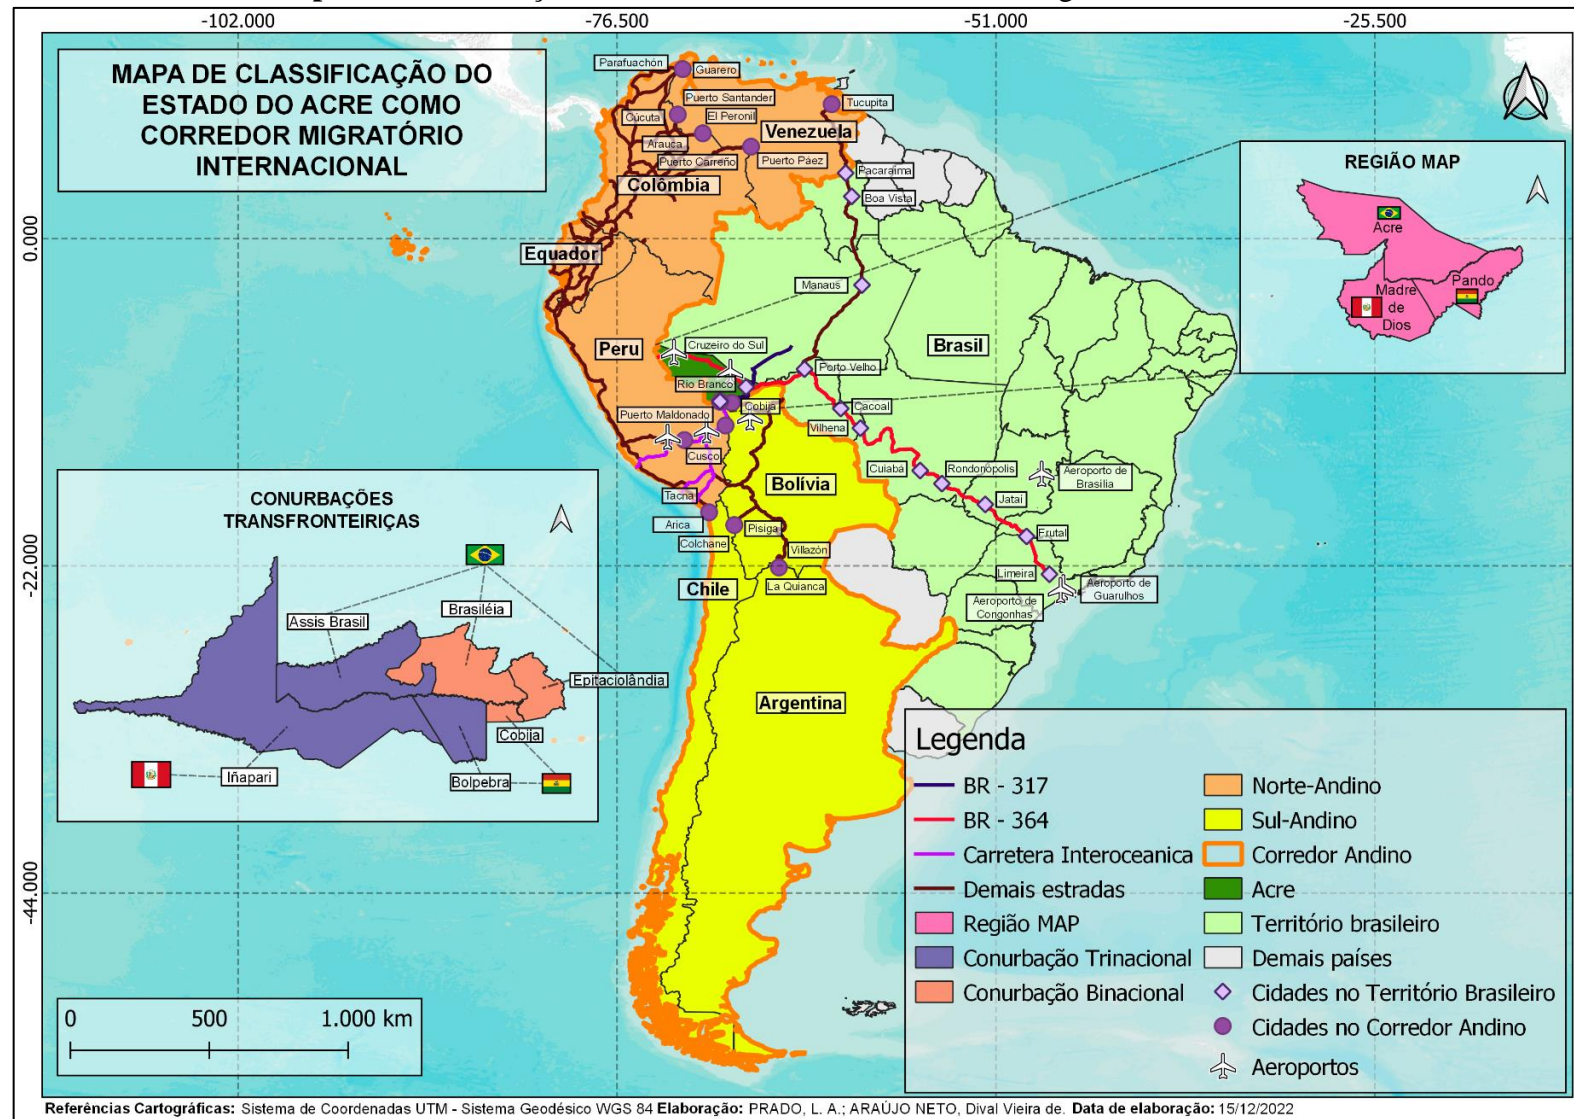 -102.000
-76.500
-51.000
-25.500
0.000
-22.000
-44.000
MAPA DE CLASSIFICAÇÃO DO
ESTADO DO ACRE COMO
CORREDOR MIGRATÓRIO
INTERNACIONAL
Parafuachón
Guarero
Puerto Santander
Cúcuta
El Peronil
Tucupita
Arauca
Venezuela
Puerto Carreño
Puerto Páez
Pacaraima
Colômbia
Boa Vista
Equador
Manaus
Peru
Cruzeiro do Sul
Brasil
Rio Branco
Porto Velho
Puerto Maldonado
Cobija
Cacoal
Vilhena
Cusco
Cuiabá
Rondonópolis
Aeroporto de
Brasilia
Bolívia
Tacna
Jataí
Arica
Pisiga
Colchane
Frutal
Villazón
Limeira
La Quianca
Chile
Aeroporto de
Guarulhos
Aeroporto de
Congonhas
Argentina
REGIÃO MAP
Acre
Pando
Madre
de
Dios
CONURBAÇÕES
TRANSFRONTEIRIÇAS
Brasiléia
Assis Brasil
Epitaciolândia
Cobija
Iñapari
Bolpebra
0 500 1.000 km
Legenda
BR - 317
BR - 364
Carretera Interoceanica
Demais estradas
Região MAP
Conurbação Trinacional
Conurbação Binacional
Norte-Andino
Sul-Andino
Corredor Andino
Acre
Território brasileiro
Demais países
Cidades no Território Brasileiro
Cidades no Corredor Andino
Aeroportos
Referências Cartográficas: Sistema de Coordenadas UTM - Sistema Geodésico WGS 84 Elaboração: PRADO, L. A.; ARAÚJO NETO, Dival Vieira de. Data de elaboração: 15/12/2022